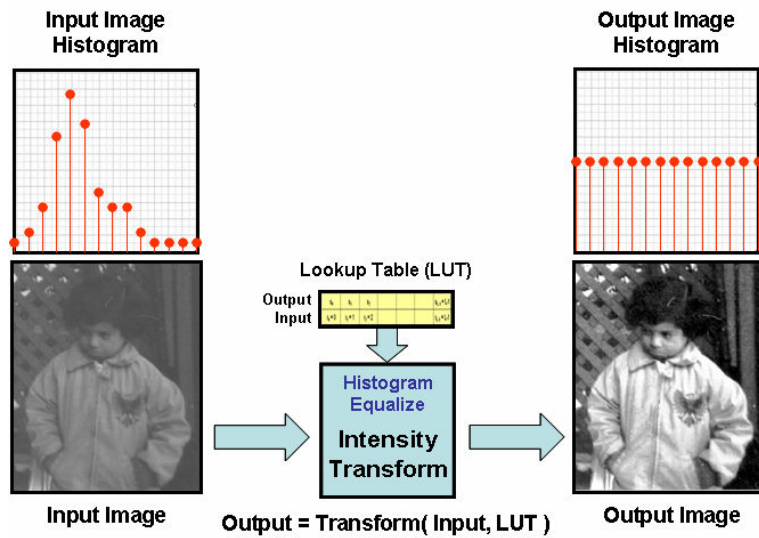 Input Image
Histogram
Output Image
Histogram
Lookup Table (LUT)
Output
Input
Histogram
Equalize
Intensity
Transform
Input Image
Output = Transform( Input, LUT )
Output Image